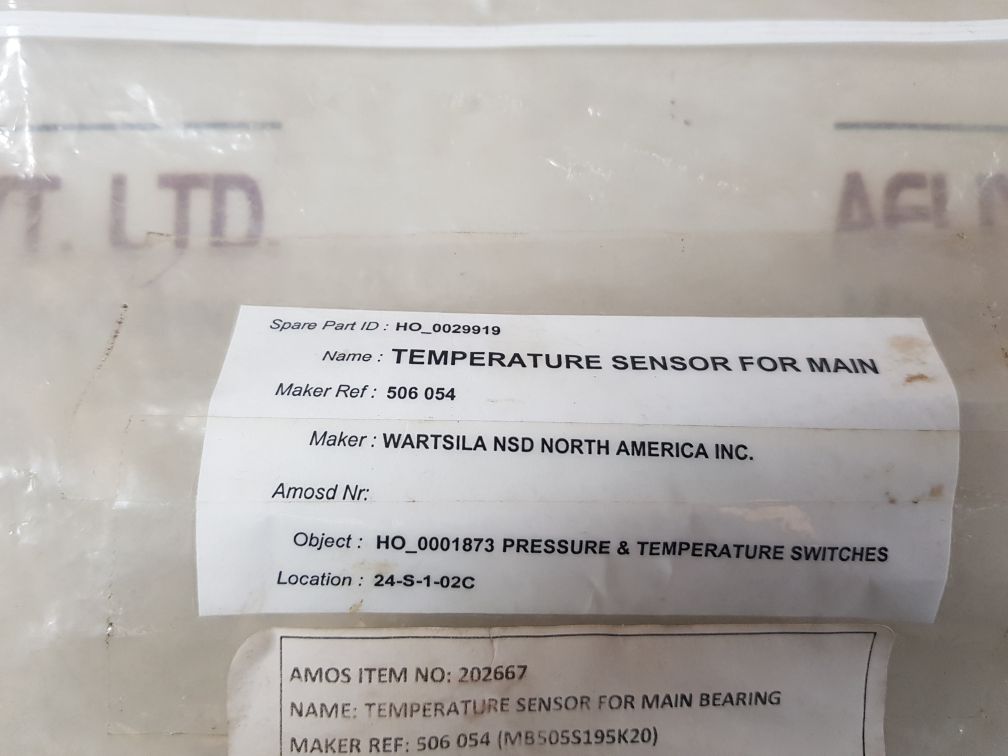 T. LTD.
Spare Part ID : HO_0029919
Name : TEMPERATURE SENSOR FOR MAIN
Maker Ref : 506 054
Maker : WARTSILA NSD NORTH AMERICA INC.
Amosd Nr:
Object : HO_0001873 PRESSURE & TEMPERATURE SWITCHES
Location : 24-S-1-02C
AMOS ITEM NO: 202667
NAME: TEMPERATURE SENSOR FOR MAIN BEARING
MAKER REF: 506 054 (MB505S195K20)